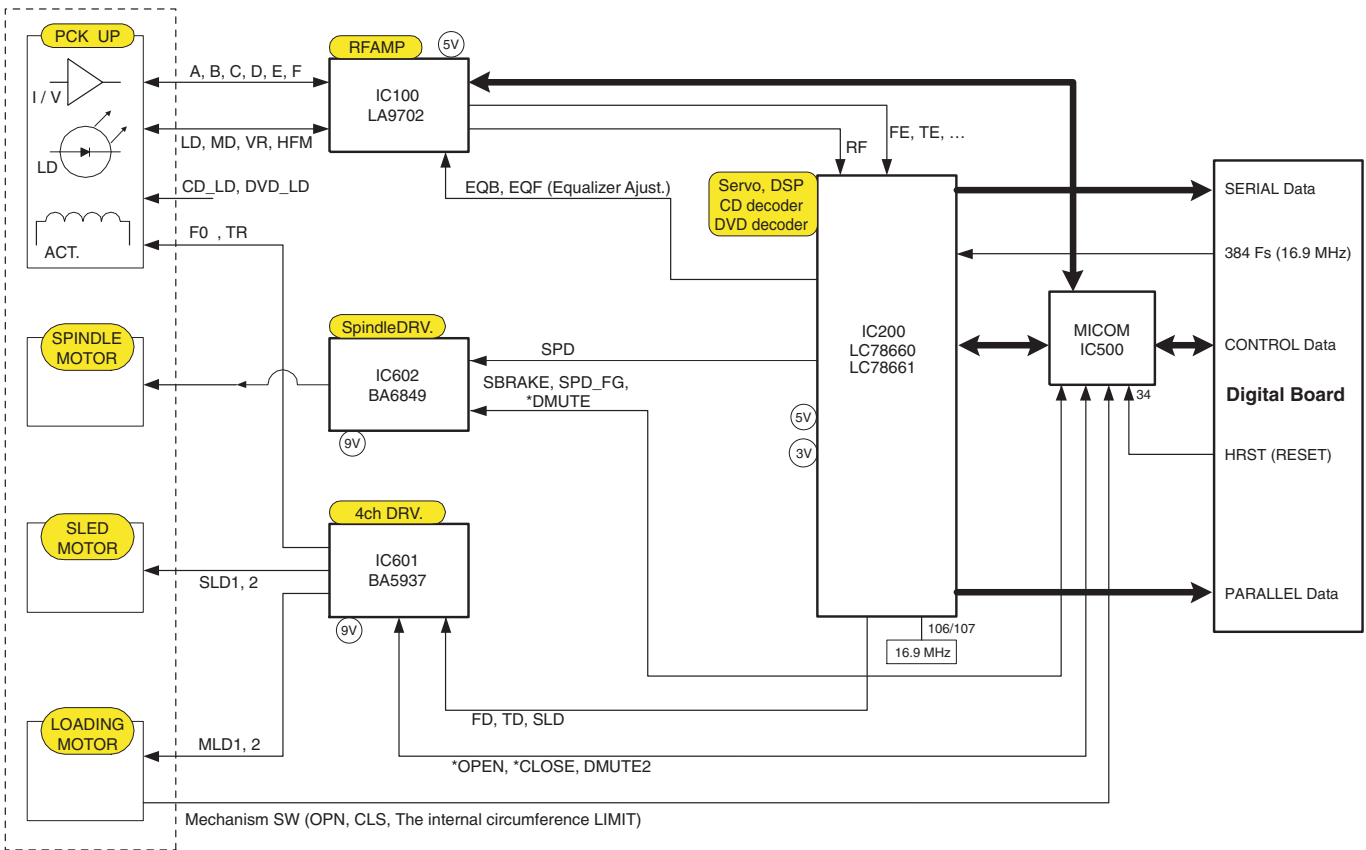 PCK UP
I / V
LD
ACT.
A, B, C, D, E, F
LD, MD, VR, HFM
CD_LD, DVD_LD
F0 , TR
RFAMP
5V
IC100
LA9702
FE, TE, ...
RF
EQB, EQF (Equalizer Ajust.)
Servo, DSP
CD decoder
DVD decoder
IC200
LC78660
LC78661
5V
3V
106/107
16.9 MHz
MICOM
IC500
34
SERIAL Data
384 Fs (16.9 MHz)
CONTROL Data
Digital Board
HRST (RESET)
PARALLEL Data
SPINDLE
MOTOR
SpindleDRV.
IC602
BA6849
9V
SPD
SBRAKE, SPD_FG,
*DMUTE
SLED
MOTOR
SLD1, 2
4ch DRV.
IC601
BA5937
9V
FD, TD, SLD
LOADING
MOTOR
MLD1, 2
*OPEN, *CLOSE, DMUTE2
Mechanism SW (OPN, CLS, The internal circumference LIMIT)